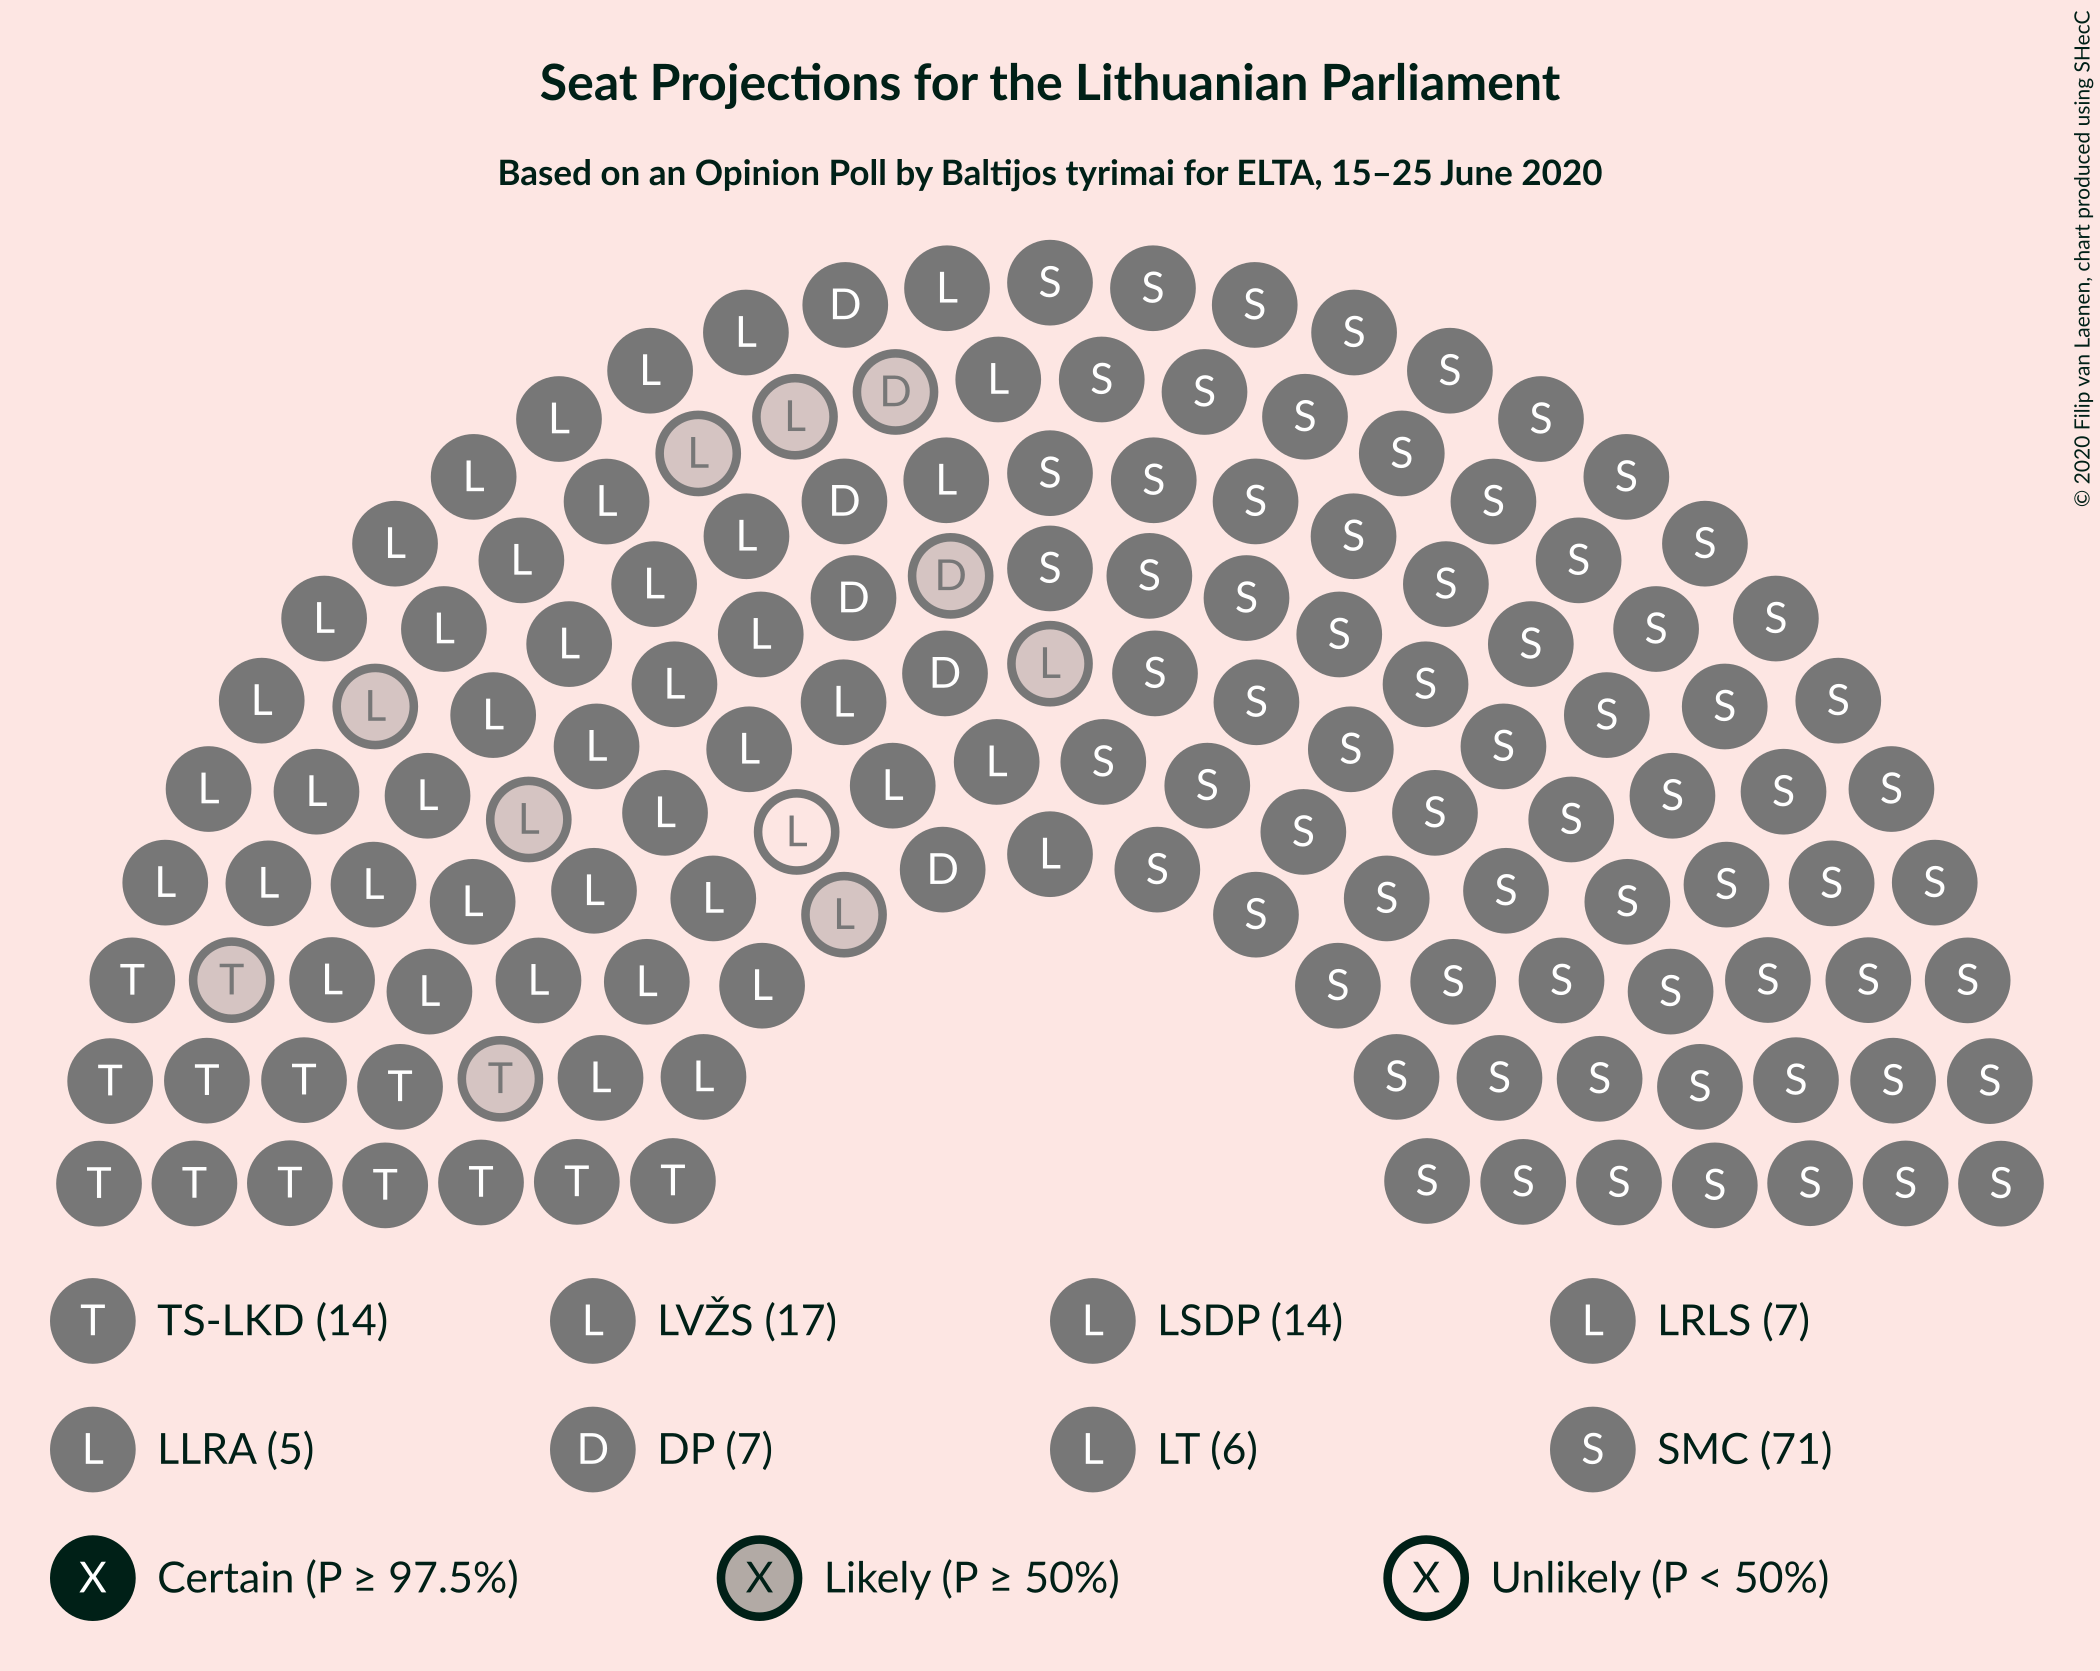 Seat Projections for the Lithuanian Parliament
Based on an Opinion Poll by Baltijos tyrimai for ELTA, 15–25 June 2020
© 2020 Filip van Laenen, chart produced using SHecC
L S S S
D S
L S
L D L S S S
L L S S
L L S S
L D L S S S S
L L S S
L D D S S S
L L S S S
L L L S S S
L L D L S S S
L L L S S S
L L L S S S
L L L L S S S S
L L L L S S S S
L L S S
L L L L L D L S S S S S S
L L L S S S
T T L L L L L S S S S S S S
T T T T T L L S S S S S S S
T T T T T T T S S S S S S S
T TS-LKD (14) L LVŽS (17) L LSDP (14) L LRLS (7)
L LLRA (5) D DP (7) L LT (6) S SMC (71)
X Certain (P ≥ 97.5%) X Likely (P ≥ 50%) X Unlikely (P < 50%)